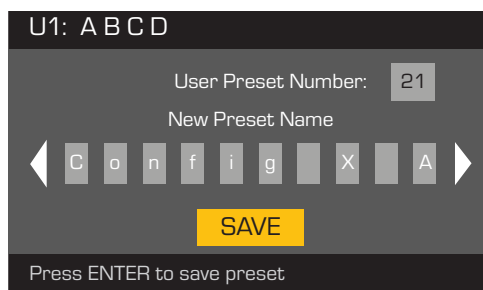 U1: A B C D
User Preset Number: 21
New Preset Name
C o n f i g X A
SAVE
Press ENTER to save preset